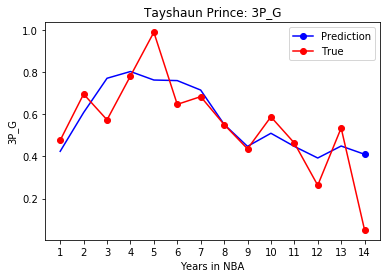 Tayshaun Prince: 3P_G
Prediction
True
3P_G
1.0
0.8
0.6
0.4
0.2
1 2 3 4 5 6 7 8 9 10 11 12 13 14
Years in NBA